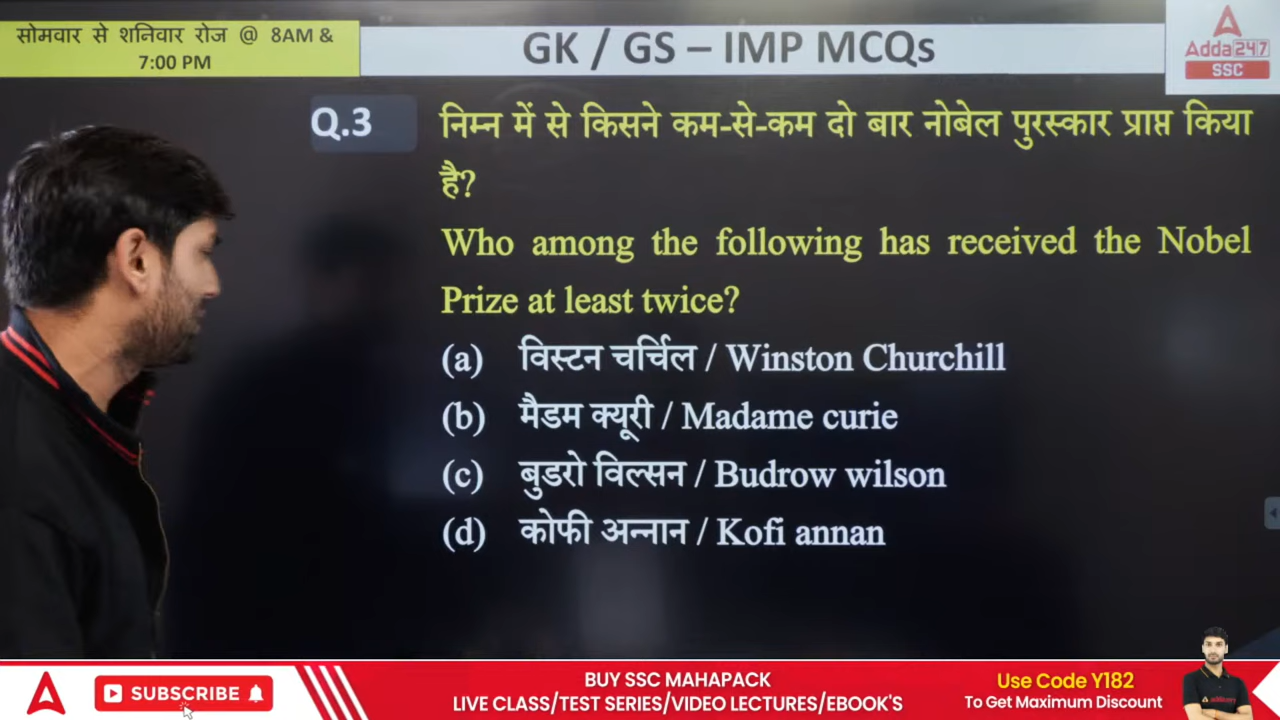 सोमवार से शनिवार रोज @ 8AM &
7:00 PM
GK / GS – IMP MCQs
Adda247
SSC
Q.3
निम्न में से किसने कम-से-कम दो बार नोबेल पुरस्कार प्राप्त किया
है?
Who among the following has received the Nobel
Prize at least twice?
(a) विस्टन चर्चिल / Winston Churchill
(b) मैडम क्यूरी / Madame curie
(c) बुडरो विल्सन / Budrow wilson
(d) कोफी अन्नान / Kofi annan
SUBSCRIBE
BUY SSC MAHAPACK
LIVE CLASS/TEST SERIES/VIDEO LECTURES/EBOOK'S
Use Code Y182
To Get Maximum Discount